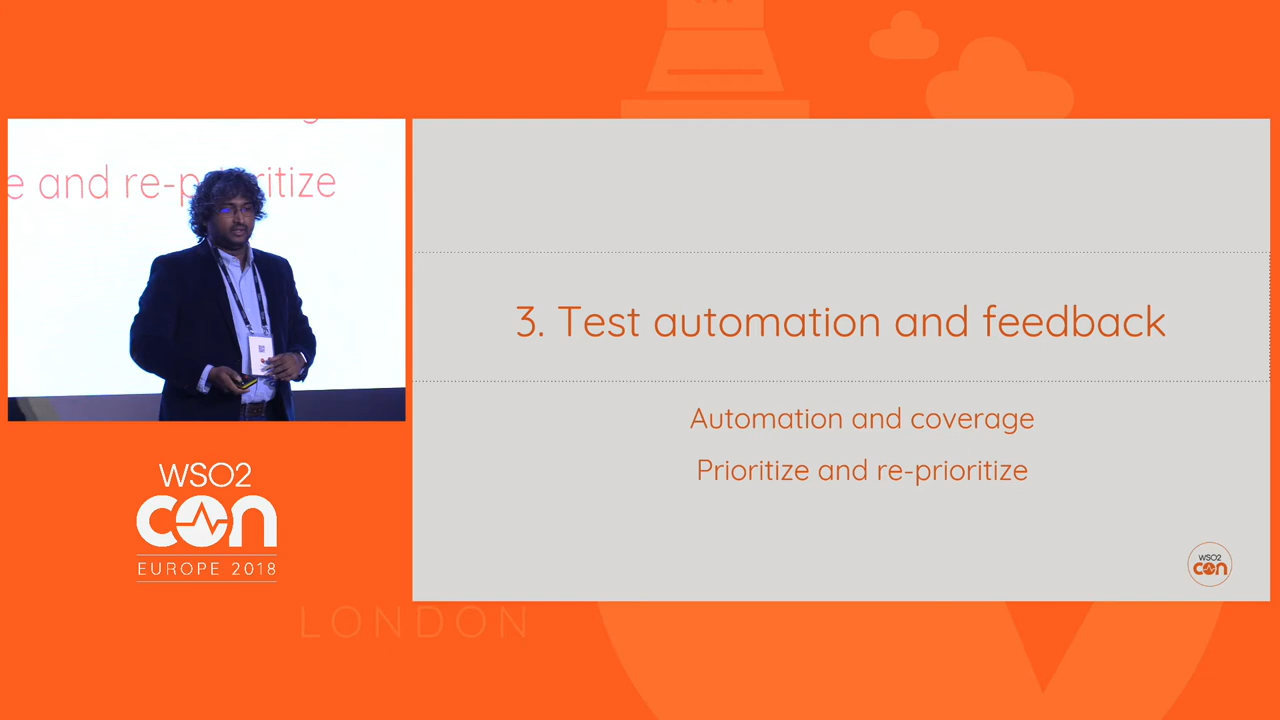 e and re-prioritize
3. Test automation and feedback
Automation and coverage
Prioritize and re-prioritize
WSO2
con
EUROPE 2018
WSO2
con
LONDON